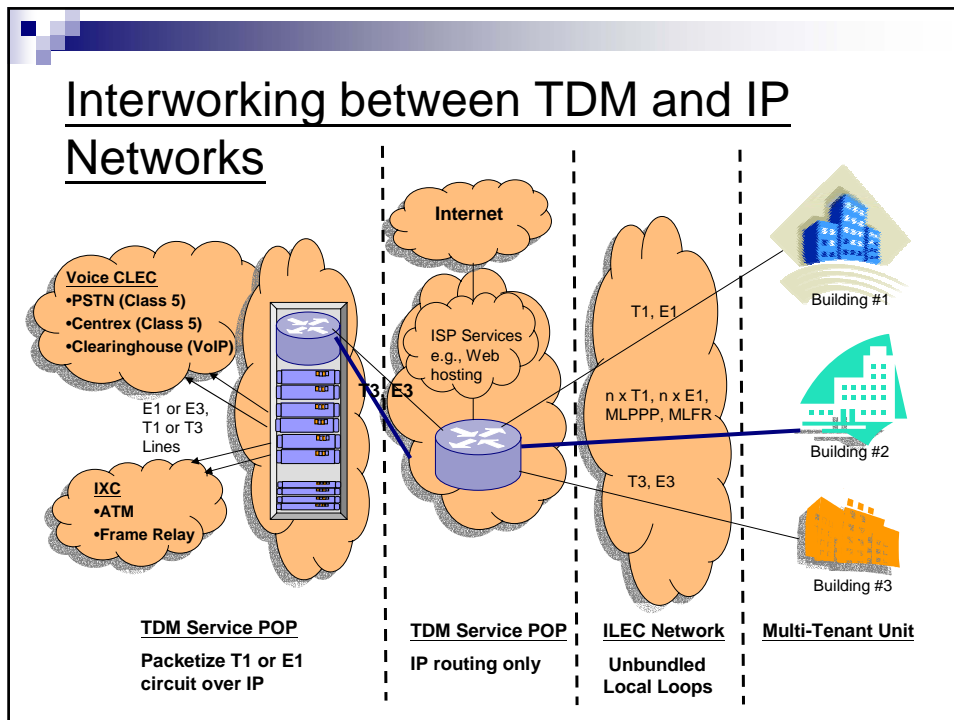 Interworking between TDM and IP
Networks
Internet
Voice CLEC
•PSTN (Class 5)
•Centrex (Class 5)
•Clearinghouse (VoIP)
ISP Services
e.g., Web
hosting
T1, E1
Building #1
T3, E3
E1 or E3,
T1 or T3
Lines
n x T1, n x E1,
MLPPP, MLFR
Building #2
IXC
•ATM
•Frame Relay
T3, E3
Building #3
TDM Service POP
Packetize T1 or E1
circuit over IP
TDM Service POP
IP routing only
ILEC Network
Unbundled
Local Loops
Multi-Tenant Unit